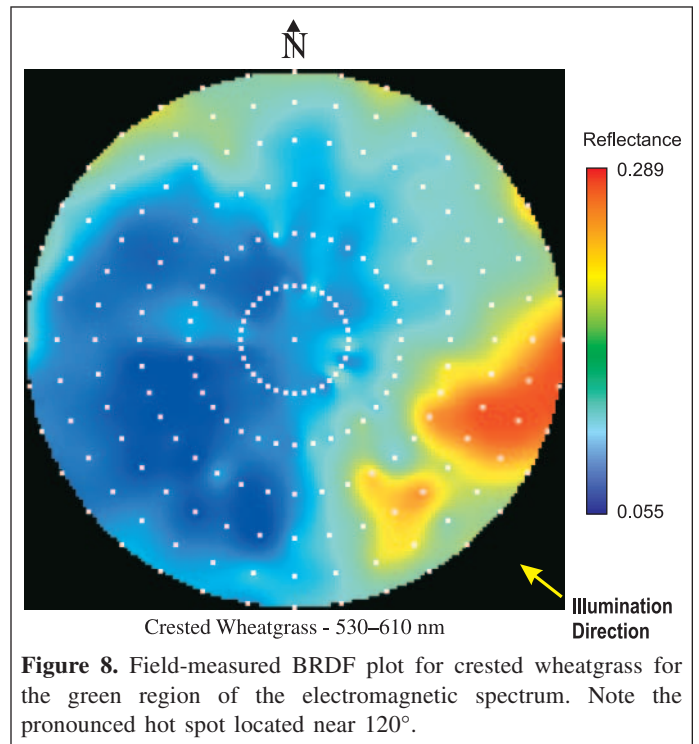 N
Reflectance
0.289
0.055
Illumination
Direction
Crested Wheatgrass - 530–610 nm
Figure 8. Field-measured BRDF plot for crested wheatgrass for
the green region of the electromagnetic spectrum. Note the
pronounced hot spot located near 120°.